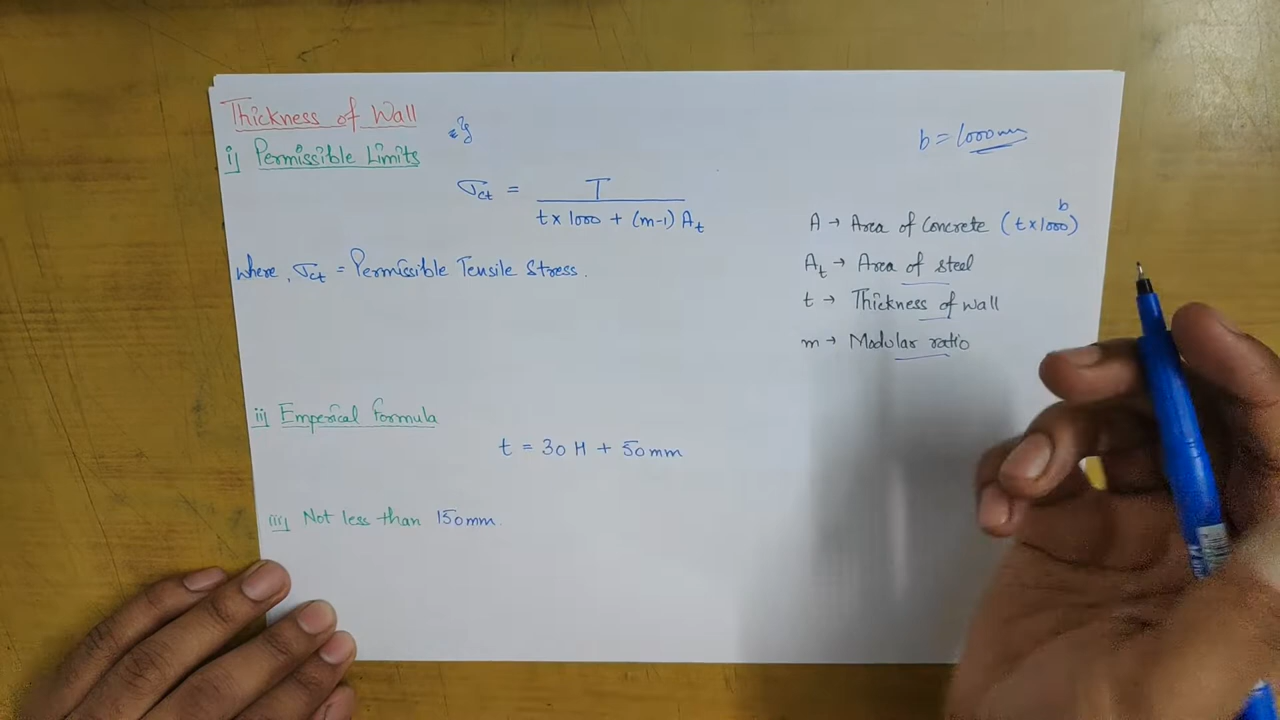 Thickness of Wall
i) Permissible Limits
b = 1000mm
σct = T / t × 1000 + (m-1) At
b
A → Area of Concrete (t×1000)
where, σct = Permissible Tensile Stress.
At → Area of steel
t → Thickness of wall
m → Modular ratio
ii) Emperical Formula
t = 30 H + 50mm
iii) Not less than 150mm.